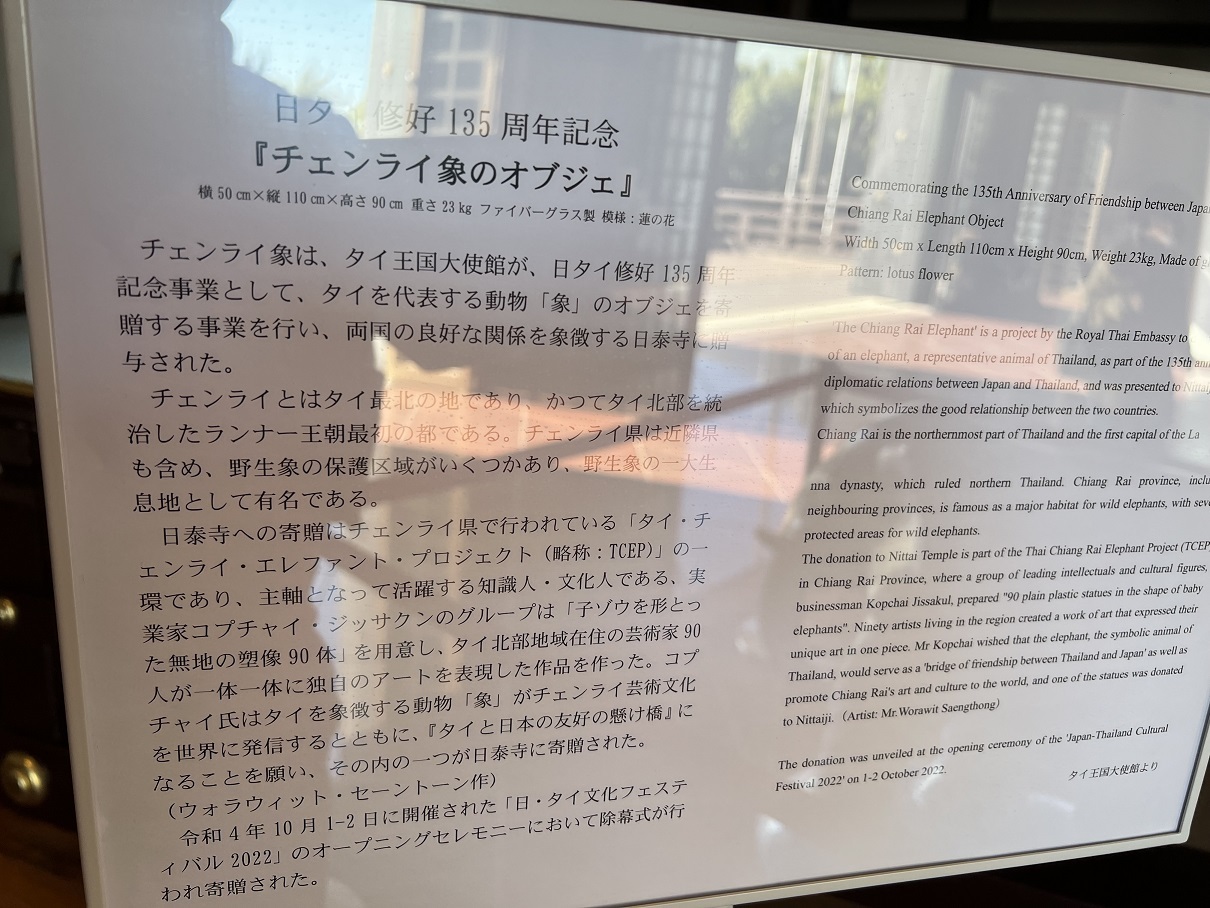 日タ 修好 135 周年記念
『チェンライ象のオブジェ』
横 50 ㎝×縦 110 ㎝×高さ 90 ㎝ 重さ 23 ㎏ ファイバーグラス製 模様：蓮の花
チェンライ象は、タイ王国大使館が、日タイ修好 135 周年
記念事業として、タイを代表する動物「象」のオブジェを寄
贈する事業を行い、両国の良好な関係を象徴する日泰寺に贈
与された。
チェンライとはタイ最北の地であり、かつてタイ北部を統
治したランナー王朝最初の都である。チェンライ県は近隣県
も含め、野生象の保護区域がいくつかあり、野生象の一大生
息地として有名である。
日泰寺への寄贈はチェンライ県で行われている「タイ・チ
ェンライ・エレファント・プロジェクト（略称：TCEP）」の一
環であり、主軸となって活躍する知識人・文化人である、実
業家コプチャイ・ジッサクンのグループは「子ゾウを形とっ
た無地の塑像 90 体」を用意し、タイ北部地域在住の芸術家 90
人が一体一体に独自のアートを表現した作品を作った。コプ
チャイ氏はタイを象徴する動物「象」がチェンライ芸術文化
を世界に発信するとともに、『タイと日本の友好の懸け橋』に
なることを願い、その内の一つが日泰寺に寄贈された。
（ウォラウィット・セーントーン作）
令和 4 年 10 月 1-2 日に開催された「日・タイ文化フェステ
ィバル 2022」のオープニングセレモニーにおいて除幕式が行
われ寄贈された。
Commemorating the 135th Anniversary of Friendship between Japa
Chiang Rai Elephant Object
Width 50cm x Length 110cm x Height 90cm, Weight 23kg, Made of g
Pattern: lotus flower
'The Chiang Rai Elephant' is a project by the Royal Thai Embassy to
of an elephant, a representative animal of Thailand, as part of the 135th ann
diplomatic relations between Japan and Thailand, and was presented to Nittaij
which symbolizes the good relationship between the two countries.
Chiang Rai is the northernmost part of Thailand and the first capital of the La
nna dynasty, which ruled northern Thailand. Chiang Rai province, inclu
neighbouring provinces, is famous as a major habitat for wild elephants, with seve
protected areas for wild elephants.
The donation to Nittai Temple is part of the Thai Chiang Rai Elephant Project (TCEP
in Chiang Rai Province, where a group of leading intellectuals and cultural figures,
businessman Kopchai Jissakul, prepared "90 plain plastic statues in the shape of baby
elephants". Ninety artists living in the region created a work of art that expressed their
unique art in one piece. Mr Kopchai wished that the elephant, the symbolic animal of
Thailand, would serve as a 'bridge of friendship between Thailand and Japan' as well as
promote Chiang Rai's art and culture to the world, and one of the statues was donated
to Nittaiji.（Artist: Mr.Worawit Saengthong）
The donation was unveiled at the opening ceremony of the 'Japan-Thailand Cultural
Festival 2022' on 1-2 October 2022.
タイ王国大使館より